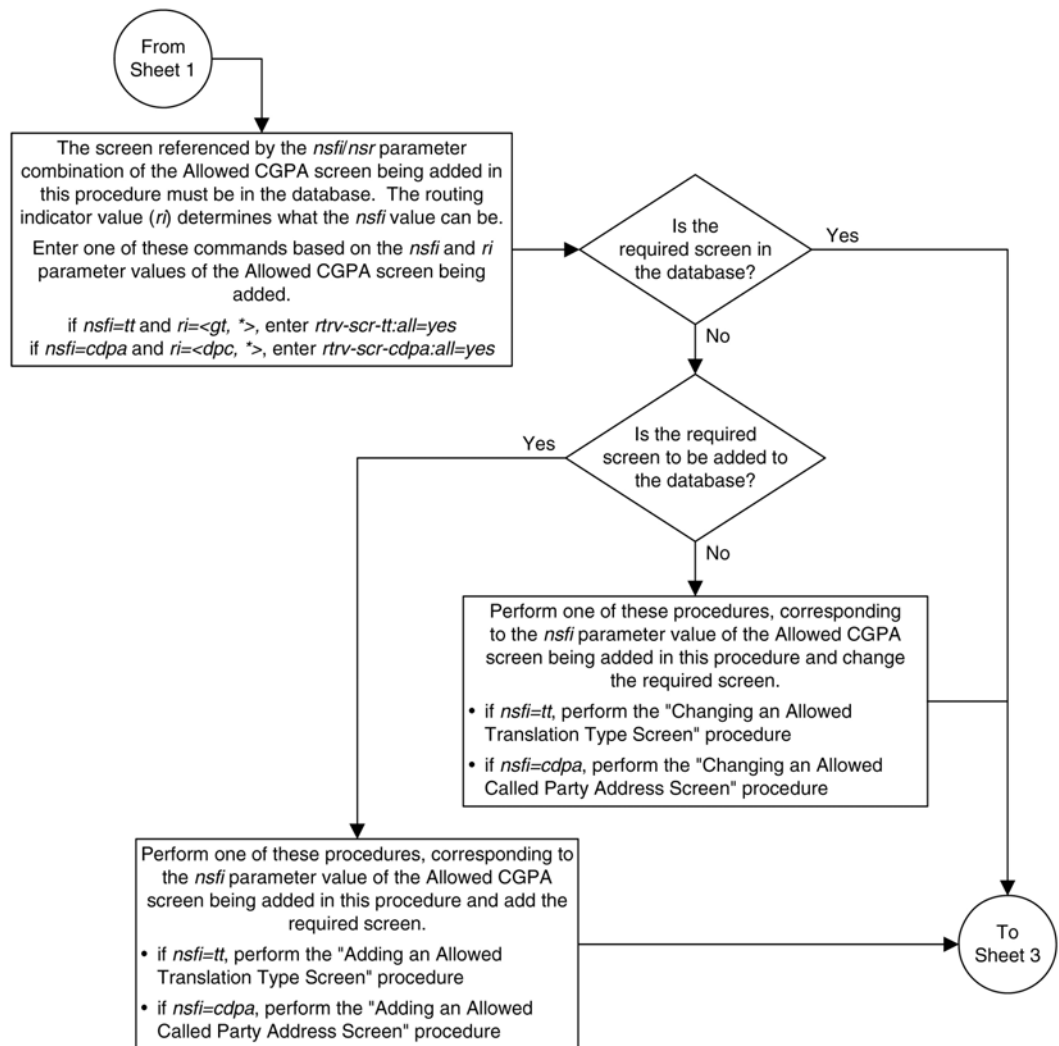 From
Sheet 1
The screen referenced by the nsfi/nsr parameter
combination of the Allowed CGPA screen being added in
this procedure must be in the database. The routing
indicator value (ri) determines what the nsfi value can be.
Enter one of these commands based on the nsfi and ri
parameter values of the Allowed CGPA screen being
added.
if nsfi=tt and ri=<gt, *>, enter rtrv-scr-tt:all=yes
if nsfi=cdpa and ri=<dpc, *>, enter rtrv-scr-cdpa:all=yes
Is the
required screen in
the database?
Yes
No
Is the required
screen to be added to
the database?
Yes
No
Perform one of these procedures, corresponding
to the nsfi parameter value of the Allowed CGPA
screen being added in this procedure and change
the required screen.
• if nsfi=tt, perform the "Changing an Allowed
Translation Type Screen" procedure
• if nsfi=cdpa, perform the "Changing an Allowed
Called Party Address Screen" procedure
Perform one of these procedures, corresponding to
the nsfi parameter value of the Allowed CGPA
screen being added in this procedure and add the
required screen.
• if nsfi=tt, perform the "Adding an Allowed
Translation Type Screen" procedure
• if nsfi=cdpa, perform the "Adding an Allowed
Called Party Address Screen" procedure
To
Sheet 3